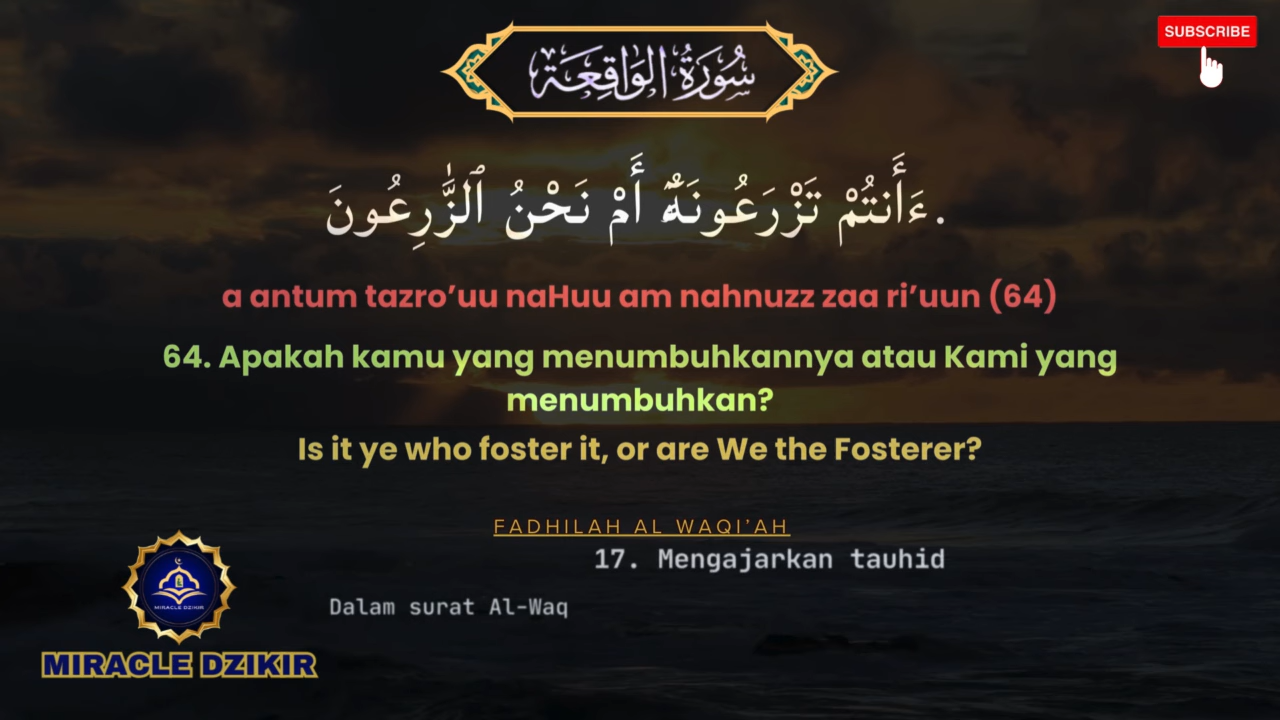 سُورَةُ الوَاقِعَة
SUBSCRIBE
ءَأَنتُمْ تَزْرَعُونَهُۥٓ أَمْ نَحْنُ ٱلزَّٰرِعُونَ.
a antum tazro’uu naHuu am nahnuzz zaa ri’uun (64)
64. Apakah kamu yang menumbuhkannya atau Kami yang
menumbuhkan?
Is it ye who foster it, or are We the Fosterer?
FADHILAH AL WAQI’AH
17. Mengajarkan tauhid
Dalam surat Al-Waq
MIRACLE DZIKIR
MIRACLE DZIKIR